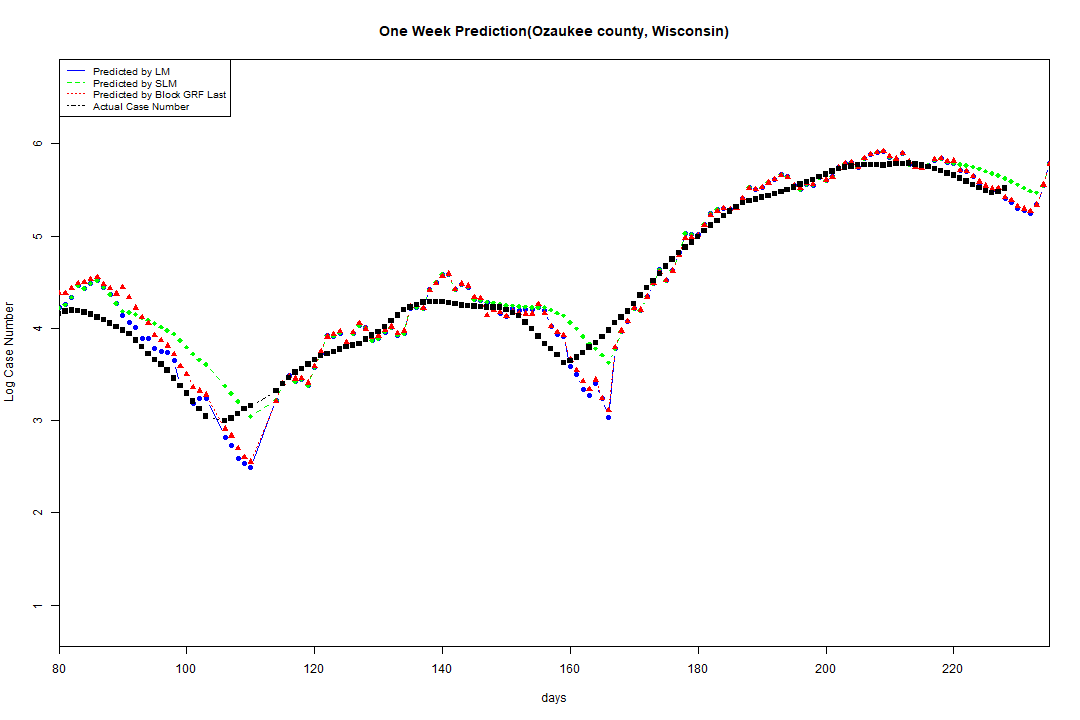 One Week Prediction(Ozaukee county, Wisconsin)
Predicted by LM
Predicted by SLM
Predicted by Block GRF Last
Actual Case Number
6
5
4
3
2
1
Log Case Number
80 100 120 140 160 180 200 220
days